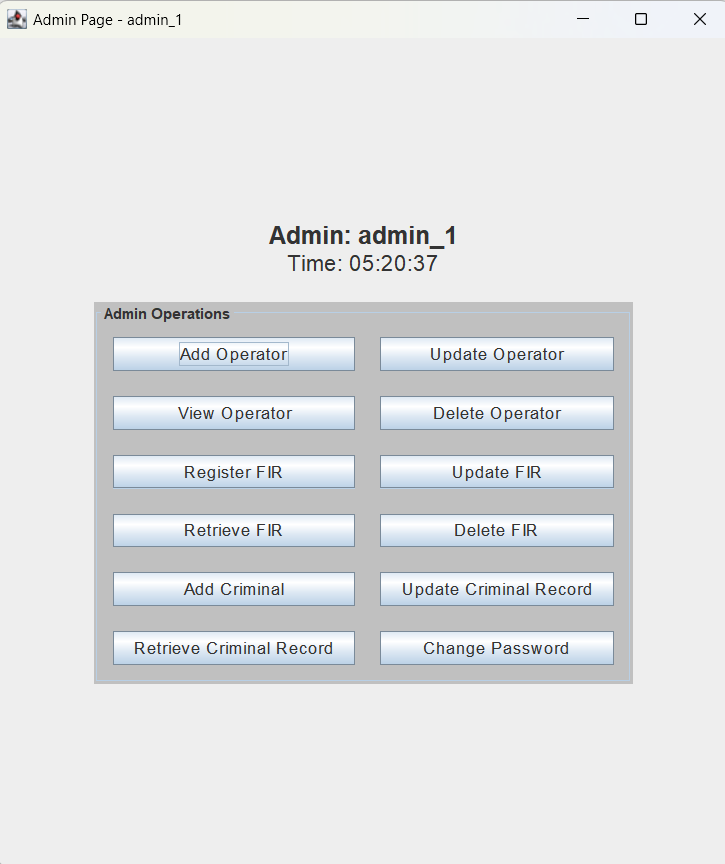 Admin Page - admin_1
Admin: admin_1
Time: 05:20:37
Admin Operations
Add Operator Update Operator
View Operator Delete Operator
Register FIR Update FIR
Retrieve FIR Delete FIR
Add Criminal Update Criminal Record
Retrieve Criminal Record Change Password